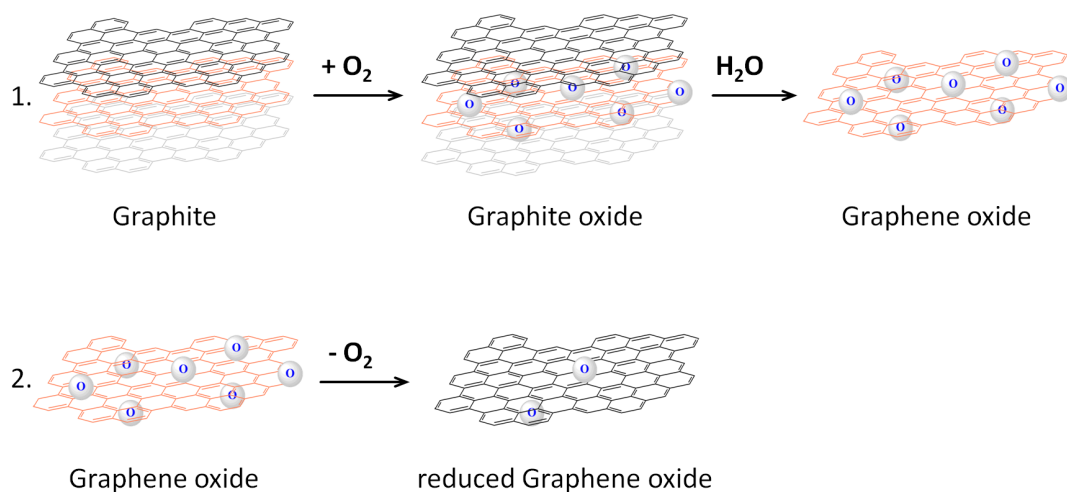 1.
+ O₂
H₂O
O
O
O
O
O
O
O
O
O
O
O
O
O
O
Graphite
Graphite oxide
Graphene oxide
2.
- O₂
O
O
O
O
O
O
O
O
O
Graphene oxide
reduced Graphene oxide